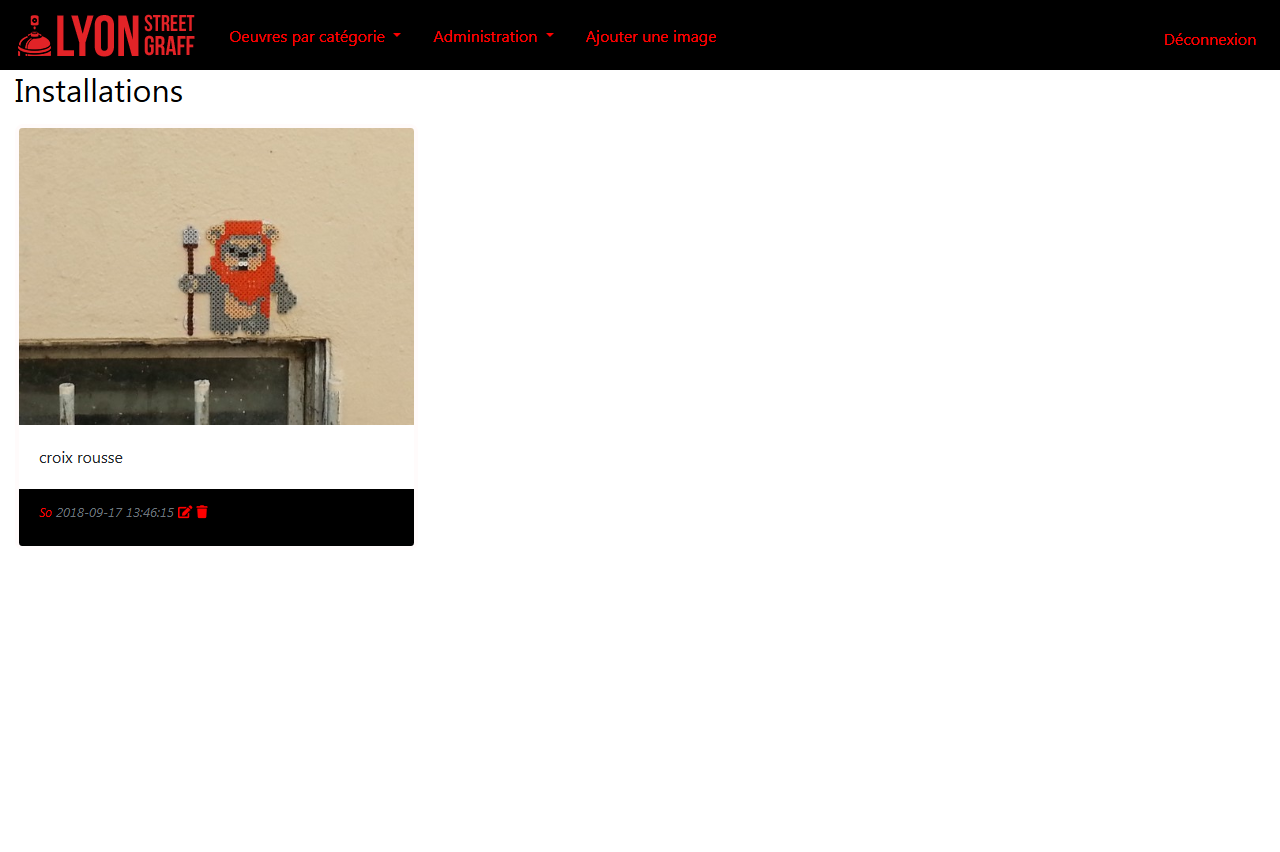 LYON STREET GRAFF
Oeuvres par catégorie
Administration
Ajouter une image
Déconnexion
Installations
croix rousse
So 2018-09-17 13:46:15